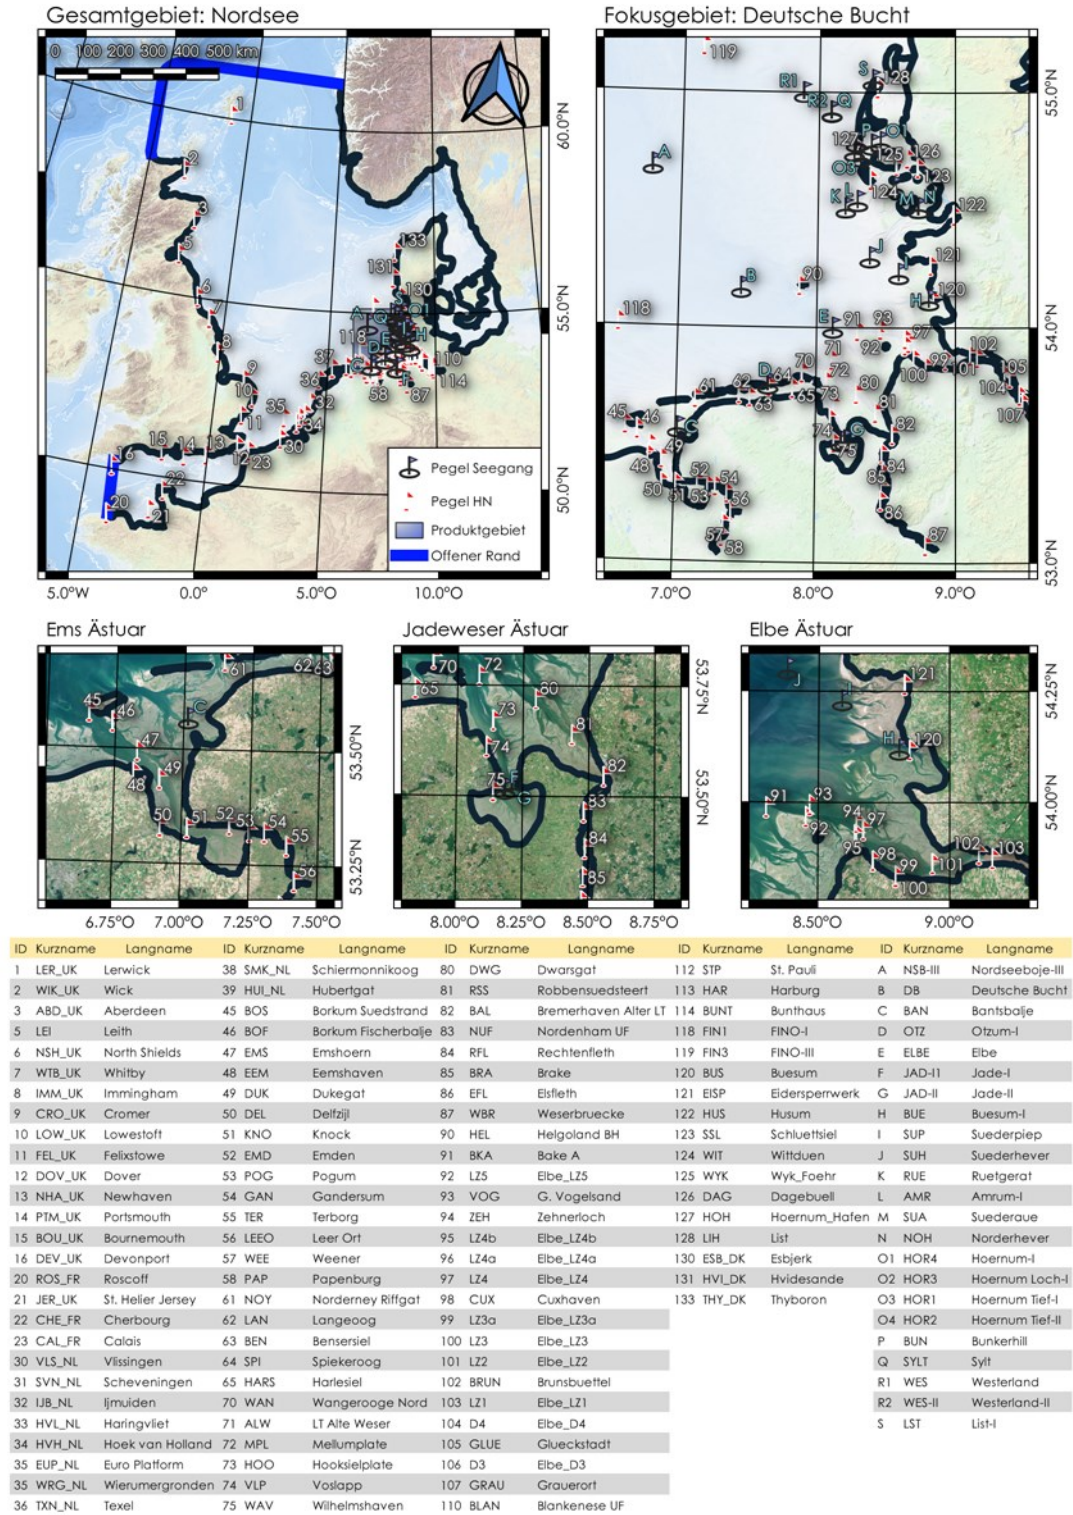 Gesamtgebiet: Nordsee
Fokusgebiet: Deutsche Bucht
0 100 200 300 400 500 km
Pegel Seegang
Pegel HN
Produktgebiet
Offener Rand
60.0°N
55.0°N
50.0°N
5.0°W 0.0° 5.0°O 10.0°O
55.0°N
54.0°N
53.0°N
7.0°O 8.0°O 9.0°O
Ems Ästuar
Jadeweser Ästuar
Elbe Ästuar
53.50°N
53.25°N
6.75°O 7.00°O 7.25°O 7.50°O
53.75°N
53.50°N
8.00°O 8.25°O 8.50°O 8.75°O
54.25°N
54.00°N
8.50°O 9.00°O
ID Kurzname Langname ID Kurzname Langname ID Kurzname Langname ID Kurzname Langname ID Kurzname Langname
1 LER_UK Lerwick 38 SMK_NL Schiermonnikoog 80 DWG Dwarsgat 112 STP St. Pauli A NSB-III Nordseeboje-III
2 WIK_UK Wick 39 HUI_NL Hubertgat 81 RSS Robbensuedsteert 113 HAR Harburg B DB Deutsche Bucht
3 ABD_UK Aberdeen 45 BOS Borkum Suedstrand 82 BAL Bremerhaven Alter LT 114 BUNT Bunthaus C BAN Bantsbalje
5 LEI Leith 46 BOF Borkum Fischerbalje 83 NUF Nordenham UF 118 FIN1 FINO-I D OTZ Otzum-I
6 NSH_UK North Shields 47 EMS Emshoern 84 RFL Rechtenfleth 119 FIN3 FINO-III E ELBE Elbe
7 WTB_UK Whitby 48 EEM Eemshaven 85 BRA Brake 120 BUS Buesum F JAD-I1 Jade-I
8 IMM_UK Immingham 49 DUK Dukegat 86 EFL Elsfleth 121 EISP Eidersperrwerk G JAD-II Jade-II
9 CRO_UK Cromer 50 DEL Delfzijl 87 WBR Weserbruecke 122 HUS Husum H BUE Buesum-I
10 LOW_UK Lowestoft 51 KNO Knock 90 HEL Helgoland BH 123 SSL Schluettsiel I SUP Suederpiep
11 FEL_UK Felixstowe 52 EMD Emden 91 BKA Bake A 124 WIT Wittduen J SUH Suederhever
12 DOV_UK Dover 53 POG Pogum 92 LZ5 Elbe_LZ5 125 WYK Wyk_Foehr K RUE Ruetgerat
13 NHA_UK Newhaven 54 GAN Gandersum 93 VOG G. Vogelsand 126 DAG Dagebuell L AMR Amrum-I
14 PTM_UK Portsmouth 55 TER Terborg 94 ZEH Zehnerloch 127 HOH Hoernum_Hafen M SUA Suederaue
15 BOU_UK Bournemouth 56 LEEO Leer Ort 95 LZ4b Elbe_LZ4b 128 LIH List N NOH Norderhever
16 DEV_UK Devonport 57 WEE Weener 96 LZ4a Elbe_LZ4a 130 ESB_DK Esbjerk O1 HOR4 Hoernum-I
20 ROS_FR Roscoff 58 PAP Papenburg 97 LZ4 Elbe_LZ4 131 HVI_DK Hvidesande O2 HOR3 Hoernum Loch-I
21 JER_UK St. Helier Jersey 61 NOY Norderney Riffgat 98 CUX Cuxhaven 133 THY_DK Thyboron O3 HOR1 Hoernum Tief-I
22 CHE_FR Cherbourg 62 LAN Langeoog 99 LZ3a Elbe_LZ3a O4 HOR2 Hoernum Tief-II
23 CAL_FR Calais 63 BEN Bensersiel 100 LZ3 Elbe_LZ3 P BUN Bunkerhill
30 VLS_NL Vlissingen 64 SPI Spiekeroog 101 LZ2 Elbe_LZ2 Q SYLT Sylt
31 SVN_NL Scheveningen 65 HARS Harlesiel 102 BRUN Brunsbuettel R1 WES Westerland
32 IJB_NL Ijmuiden 70 WAN Wangerooge Nord 103 LZ1 Elbe_LZ1 R2 WES-II Westerland-II
33 HVL_NL Haringvliet 71 ALW LT Alte Weser 104 D4 Elbe_D4 S LST List-I
34 HVH_NL Hoek van Holland 72 MPL Mellumplate 105 GLUE Glueckstadt
35 EUP_NL Euro Platform 73 HOO Hooksielplate 106 D3 Elbe_D3
35 WRG_NL Wierumergronden 74 VLP Voslapp 107 GRAU Grauerort
36 TXN_NL Texel 75 WAV Wilhelmshaven 110 BLAN Blankenese UF